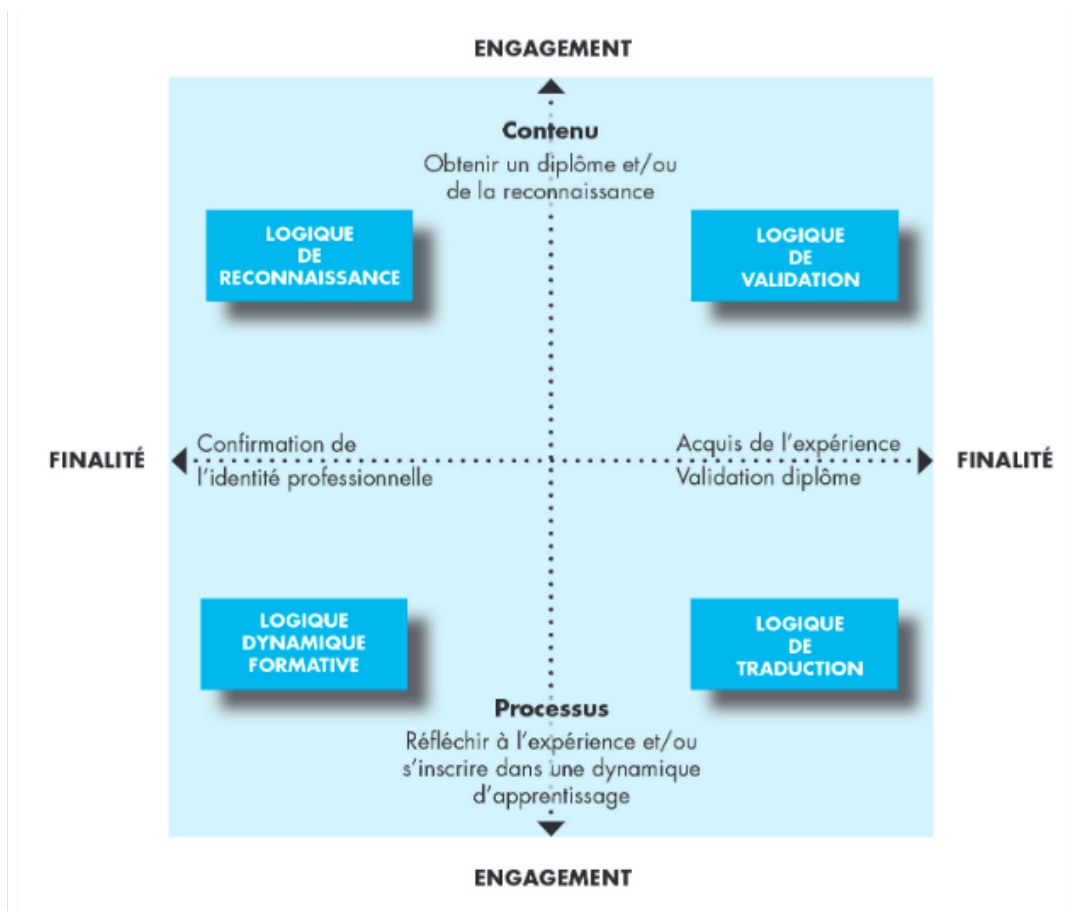 ENGAGEMENT
Contenu
Obtenir un diplôme et/ou
de la reconnaissance
LOGIQUE
DE
RECONNAISSANCE
LOGIQUE
DE
VALIDATION
FINALITÉ
Confirmation de
l'identité professionnelle
Acquis de l'expérience
Validation diplôme
FINALITÉ
LOGIQUE
DYNAMIQUE
FORMATIVE
LOGIQUE
DE
TRADUCTION
Processus
Réfléchir à l'expérience et/ou
s'inscrire dans une dynamique
d'apprentissage
ENGAGEMENT